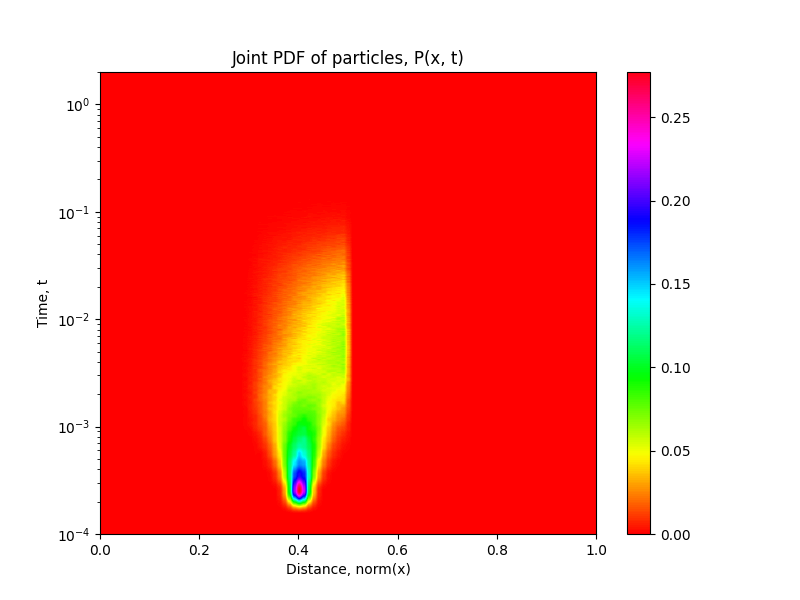 Joint PDF of particles, P(x, t)
Time, t
10⁰
10⁻¹
10⁻²
10⁻³
10⁻⁴
0.0 0.2 0.4 0.6 0.8 1.0
Distance, norm(x)
0.25
0.20
0.15
0.10
0.05
0.00